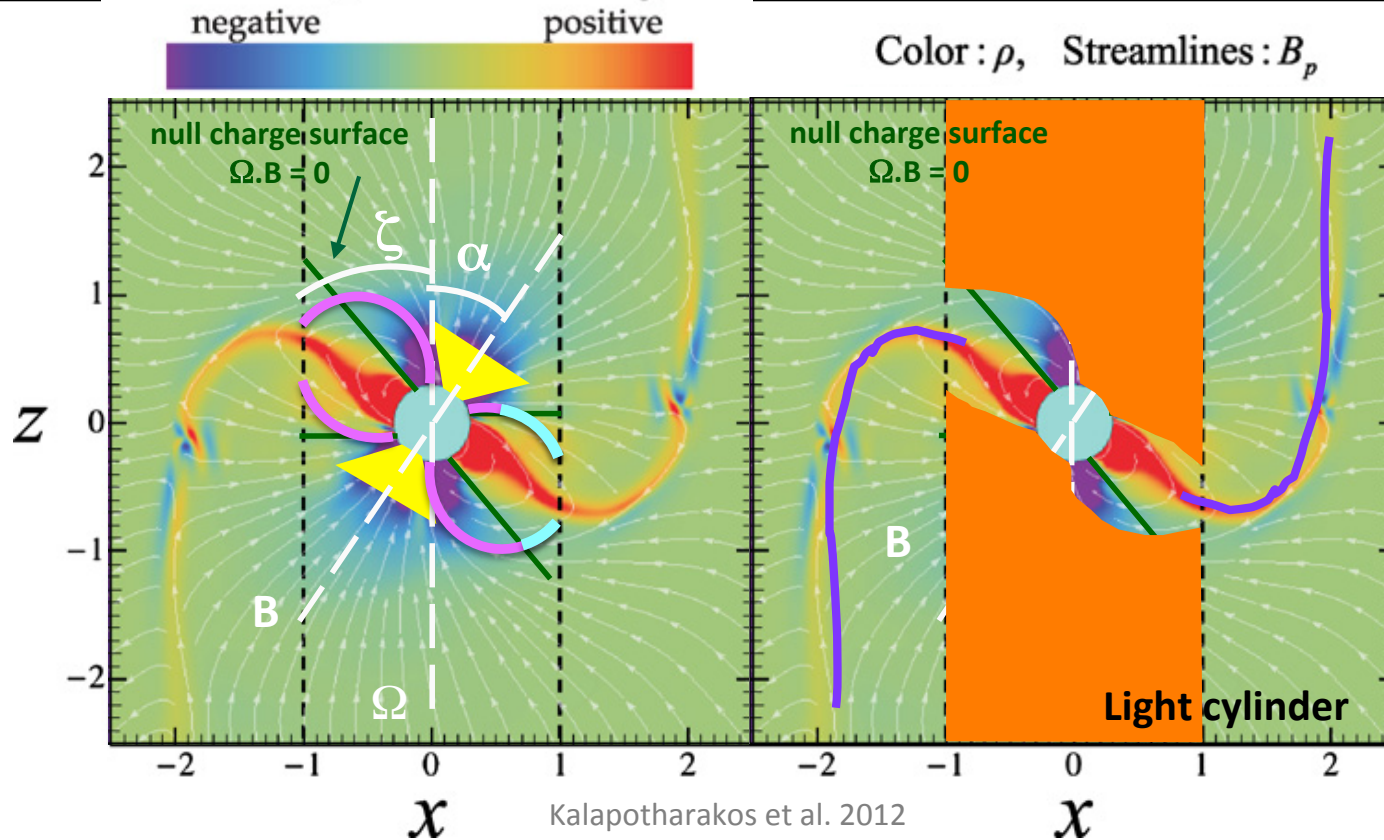 negative positive
Color : ρ, Streamlines : Bₚ
null charge surface
Ω.B = 0
ζ
α
B
Ω
null charge surface
Ω.B = 0
B
Light cylinder
z
2
1
0
−1
−2
−2 −1 0 1 2
x
−2 −1 0 1 2
x
Kalapotharakos et al. 2012